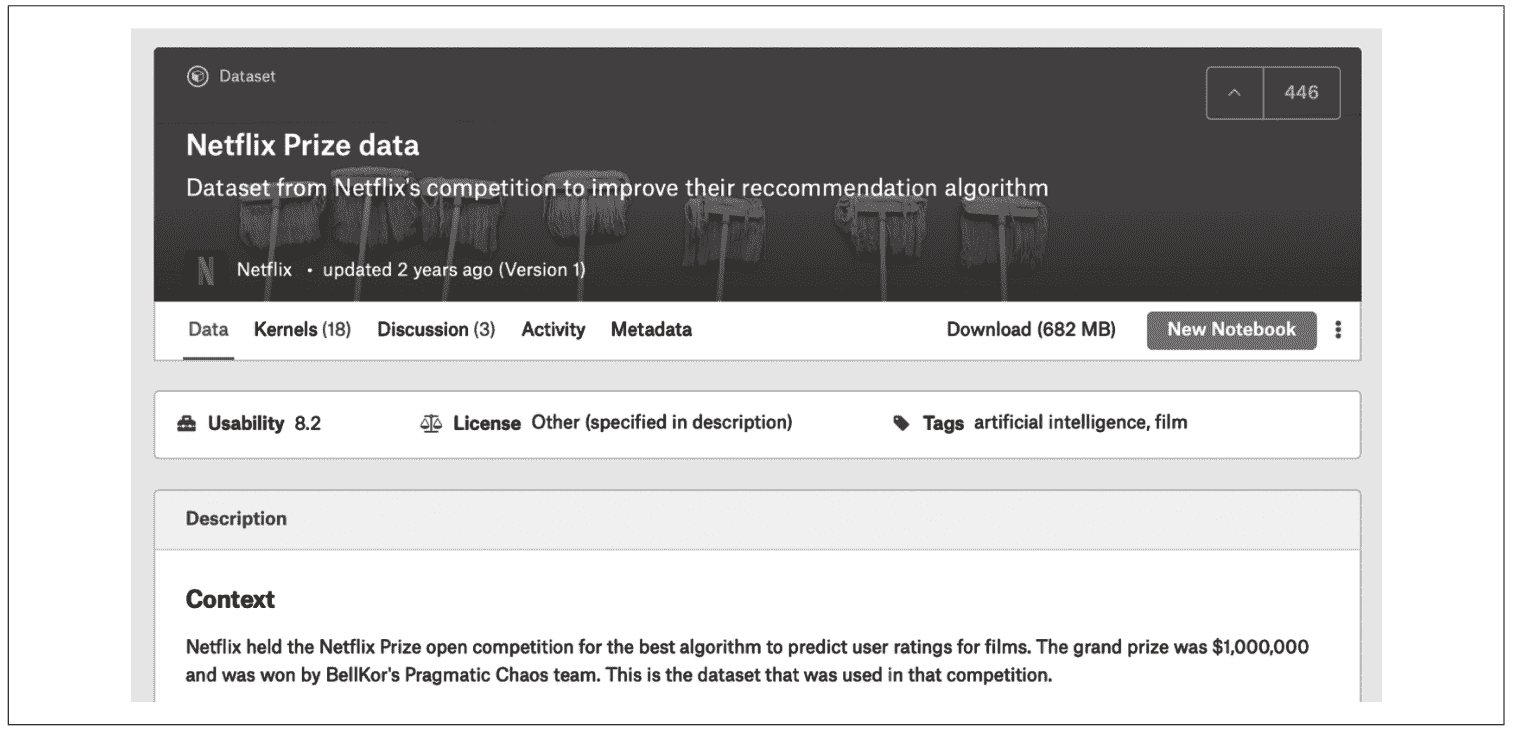 Dataset
446
Netflix Prize data
Dataset from Netflix's competition to improve their reccommendation algorithm
N Netflix • updated 2 years ago (Version 1)
Data Kernels (18) Discussion (3) Activity Metadata Download (682 MB) New Notebook
Usability 8.2 License Other (specified in description) Tags artificial intelligence, film
Description
Context
Netflix held the Netflix Prize open competition for the best algorithm to predict user ratings for films. The grand prize was $1,000,000
and was won by BellKor's Pragmatic Chaos team. This is the dataset that was used in that competition.